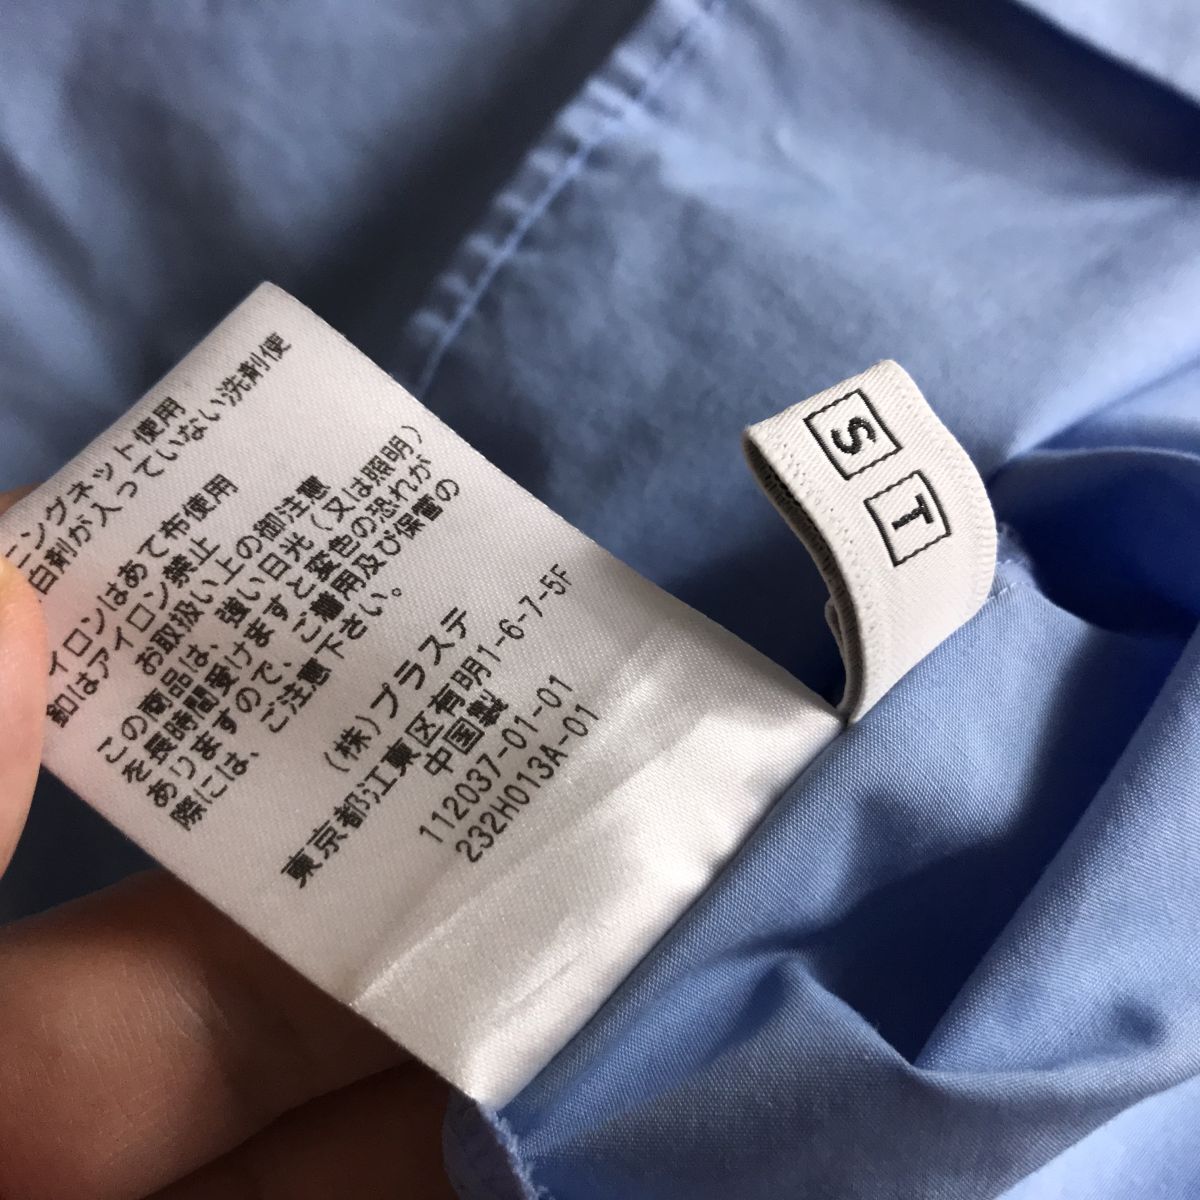 ニングネット使用
白剤が入っていない洗剤使
イロンはあて布使用
釦はアイロン禁止
お取扱い上の御注意
この商品は、強い日光(又は照明)
を長時間受けますと変色の恐れが
ありますので、ご着用及び保管の
際には、ご注意下さい。
(株)プラステ
東京都江東区有明1-6-7-5F
中国製
112037-01-01
232H013A-01
S
T